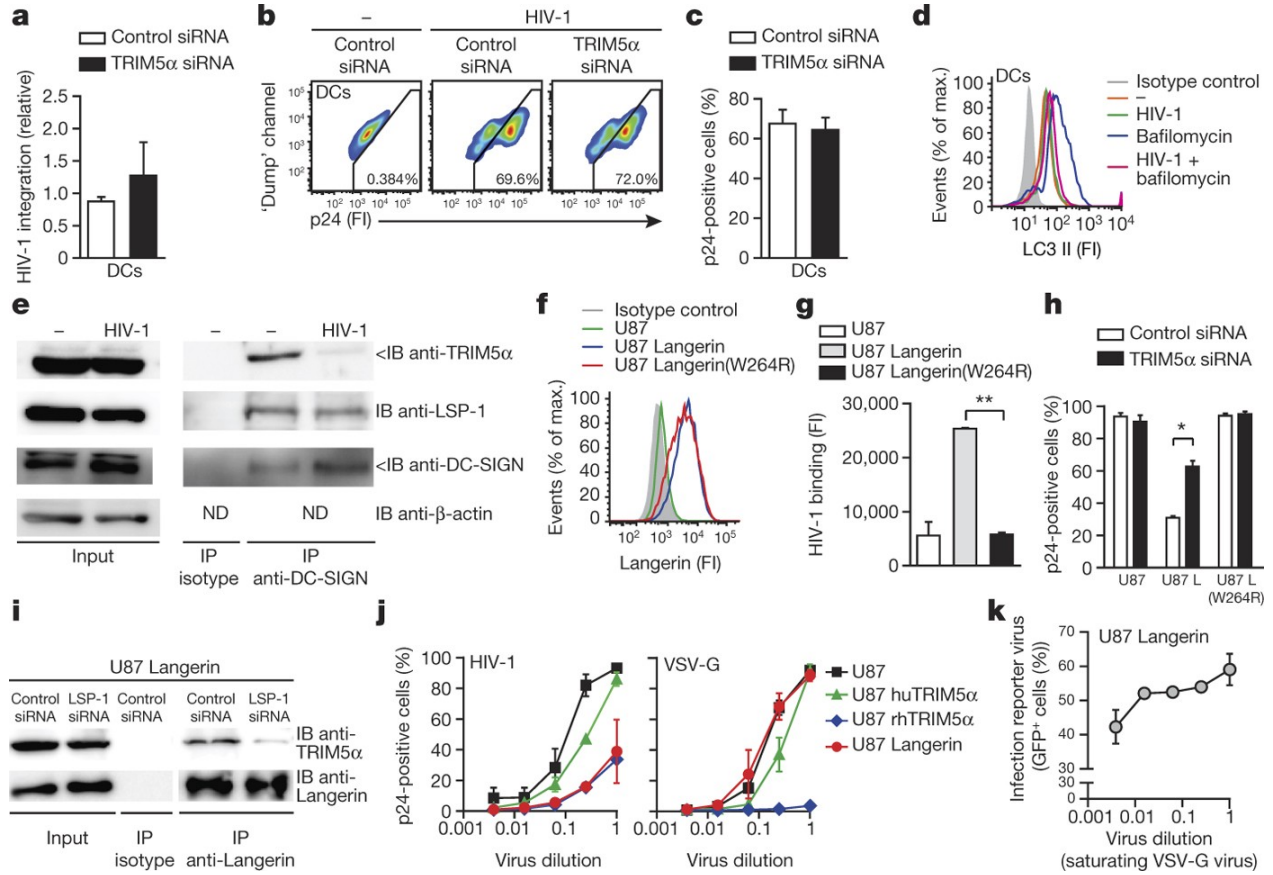 a
Control siRNA
TRIM5α siRNA
HIV-1 integration (relative)
2.5
2.0
1.5
1.0
0.5
0
DCs
b
–
HIV-1
Control siRNA
Control siRNA
TRIM5α siRNA
'Dump' channel
DCs
10⁵
10⁴
10³
10²
0.384%
69.6%
72.0%
10² 10³ 10⁴ 10⁵
10² 10³ 10⁴ 10⁵
10² 10³ 10⁴ 10⁵
p24 (FI)
c
Control siRNA
TRIM5α siRNA
p24-positive cells (%)
80
60
40
20
0
DCs
d
DCs
Events (% of max.)
100
80
60
40
20
0
10¹ 10² 10³ 10⁴
LC3 II (FI)
Isotype control
–
HIV-1
Bafilomycin
HIV-1 +
bafilomycin
e
– HIV-1 – – HIV-1
<IB anti-TRIM5α
IB anti-LSP-1
<IB anti-DC-SIGN
ND ND IB anti-β-actin
Input
IP
isotype
IP
anti-DC-SIGN
f
Isotype control
U87
U87 Langerin
U87 Langerin(W264R)
Events (% of max.)
100
80
60
40
20
0
10² 10³ 10⁴ 10⁵
Langerin (FI)
g
U87
U87 Langerin
U87 Langerin(W264R)
HIV-1 binding (FI)
30,000
20,000
10,000
0
**
h
Control siRNA
TRIM5α siRNA
p24-positive cells (%)
100
80
60
40
20
0
*
U87 U87 L U87 L
(W264R)
i
U87 Langerin
Control LSP-1 Control Control LSP-1
siRNA siRNA siRNA siRNA siRNA
IB anti-
TRIM5α
IB anti-
Langerin
Input
IP
isotype
IP
anti-Langerin
j
HIV-1
VSV-G
p24-positive cells (%)
100
80
60
40
20
0
0.001 0.01 0.1 1
0.001 0.01 0.1 1
Virus dilution
Virus dilution
U87
U87 huTRIM5α
U87 rhTRIM5α
U87 Langerin
k
U87 Langerin
Infection reporter virus
(GFP⁺ cells (%))
70
60
50
40
30
30
0
0.001 0.01 0.1 1
Virus dilution
(saturating VSV-G virus)